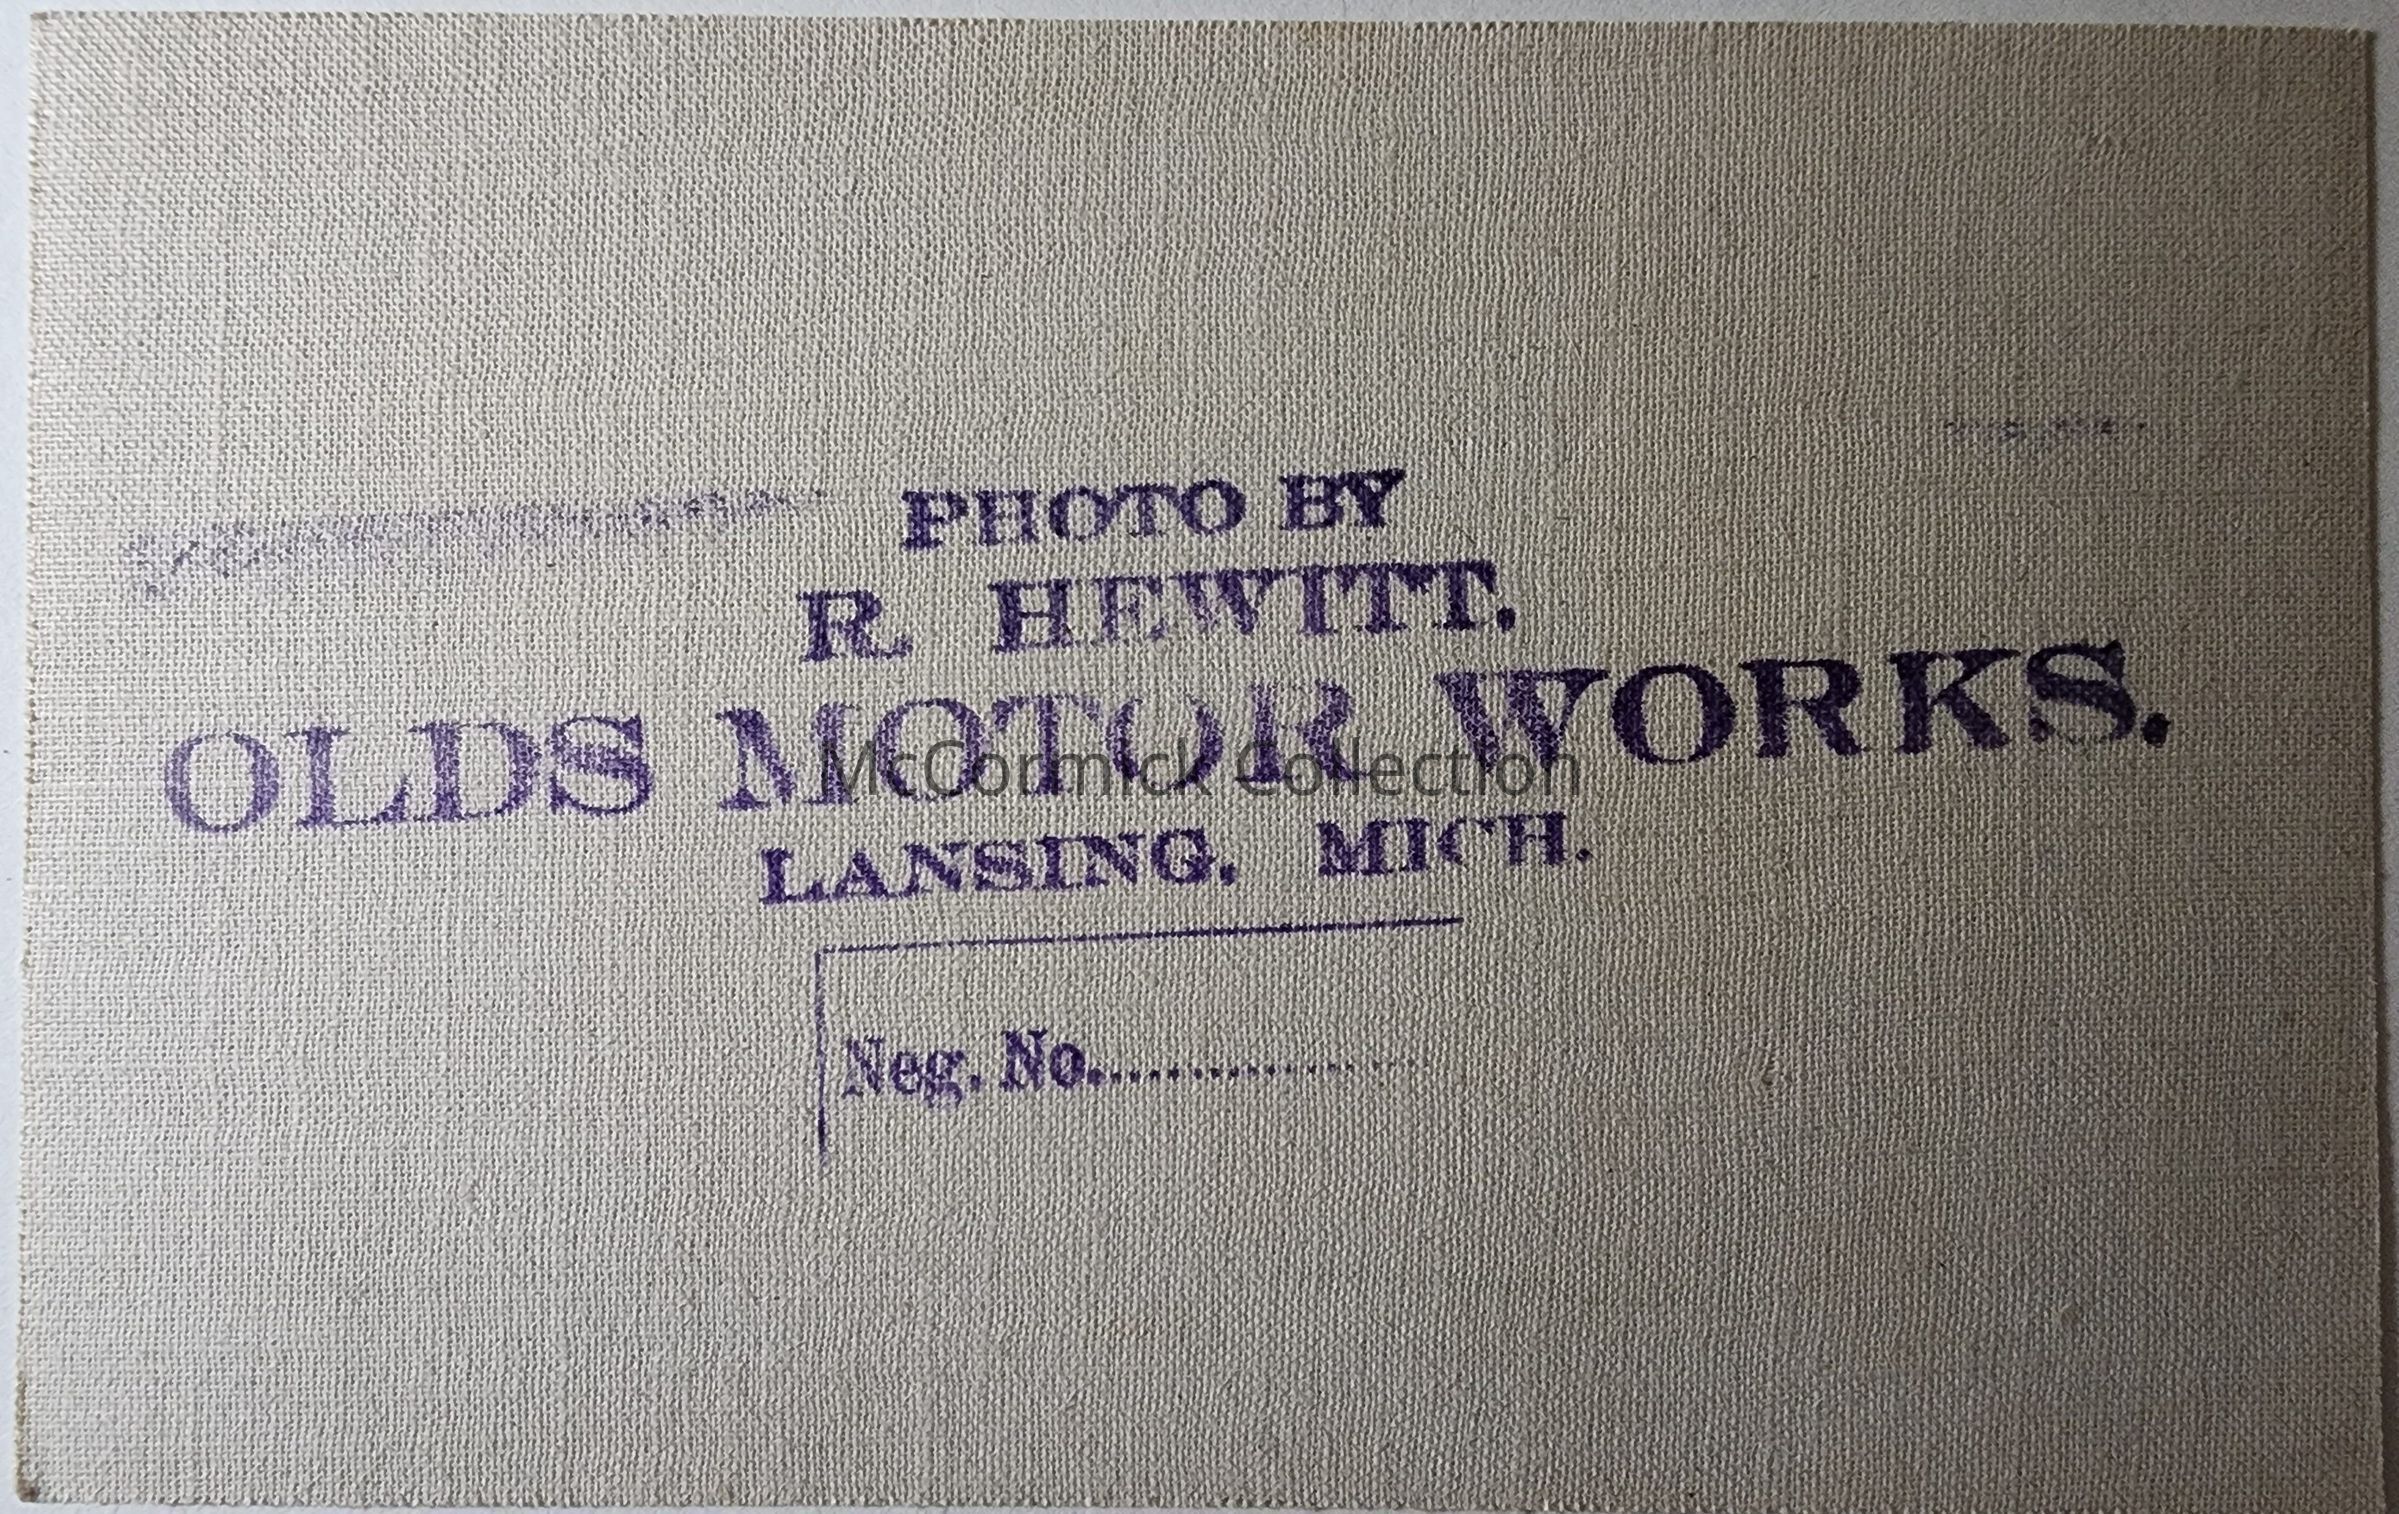 PHOTO BY
R. HEWITT,
OLDS MOTOR WORKS.
McCormick Collection
LANSING, MICH.
Neg. No...................